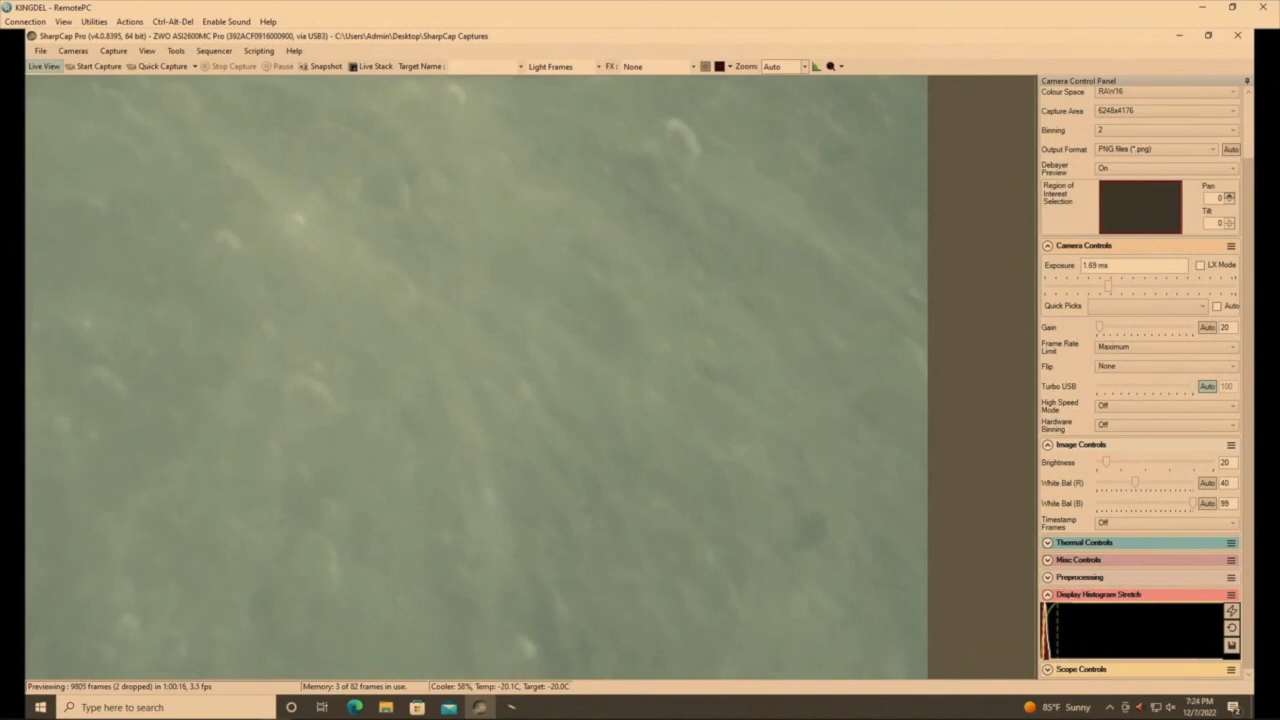 KINGDEL - RemotePC
Connection View Utilities Actions Ctrl-Alt-Del Enable Sound Help
SharpCap Pro (v4.0.8395, 64 bit) - ZWO ASI2600MC Pro (392ACF0916000900, via USB3) - C:\Users\Admin\Desktop\SharpCap Captures
File Cameras Capture View Tools Sequencer Scripting Help
Live View Start Capture Quick Capture Stop Capture Pause Snapshot Live Stack Target Name : Light Frames FX : None Zoom: Auto
Camera Control Panel
Colour Space RAW16
Capture Area 6248x4176
Binning 2
Output Format PNG files (*.png) Auto
Debayer Preview On
Region of Interest Selection
Pan
0
Tilt
0
Camera Controls
Exposure 1.69 ms LX Mode
Quick Picks Auto
Gain Auto 20
Frame Rate Limit Maximum
Flip None
Turbo USB Auto 100
High Speed Mode Off
Hardware Binning Off
Image Controls
Brightness 20
White Bal (R) Auto 40
White Bal (B) Auto 99
Timestamp Frames Off
Thermal Controls
Misc Controls
Preprocessing
Display Histogram Stretch
Scope Controls
Previewing : 9805 frames (2 dropped) in 1:00:16, 3.5 fps Memory: 3 of 82 frames in use. Cooler: 58%, Temp: -20.1C, Target: -20.0C
Type here to search
85°F Sunny
7:24 PM
12/7/2022
2